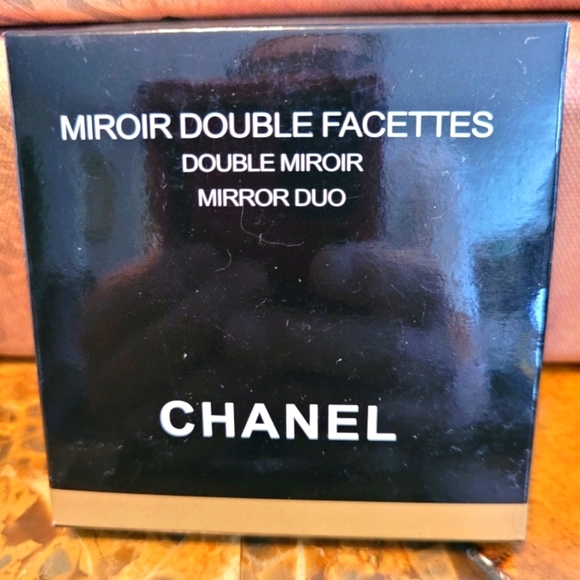 MIROIR DOUBLE FACETTES
DOUBLE MIROIR
MIRROR DUO
CHANEL